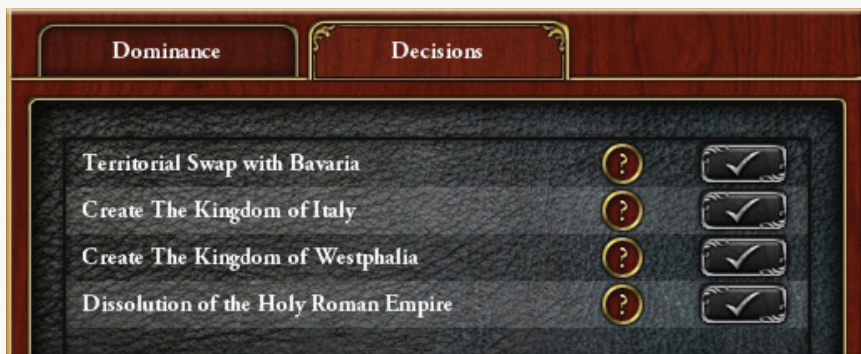 Dominance
Decisions
Territorial Swap with Bavaria
?
Create The Kingdom of Italy
?
Create The Kingdom of Westphalia
?
Dissolution of the Holy Roman Empire
?